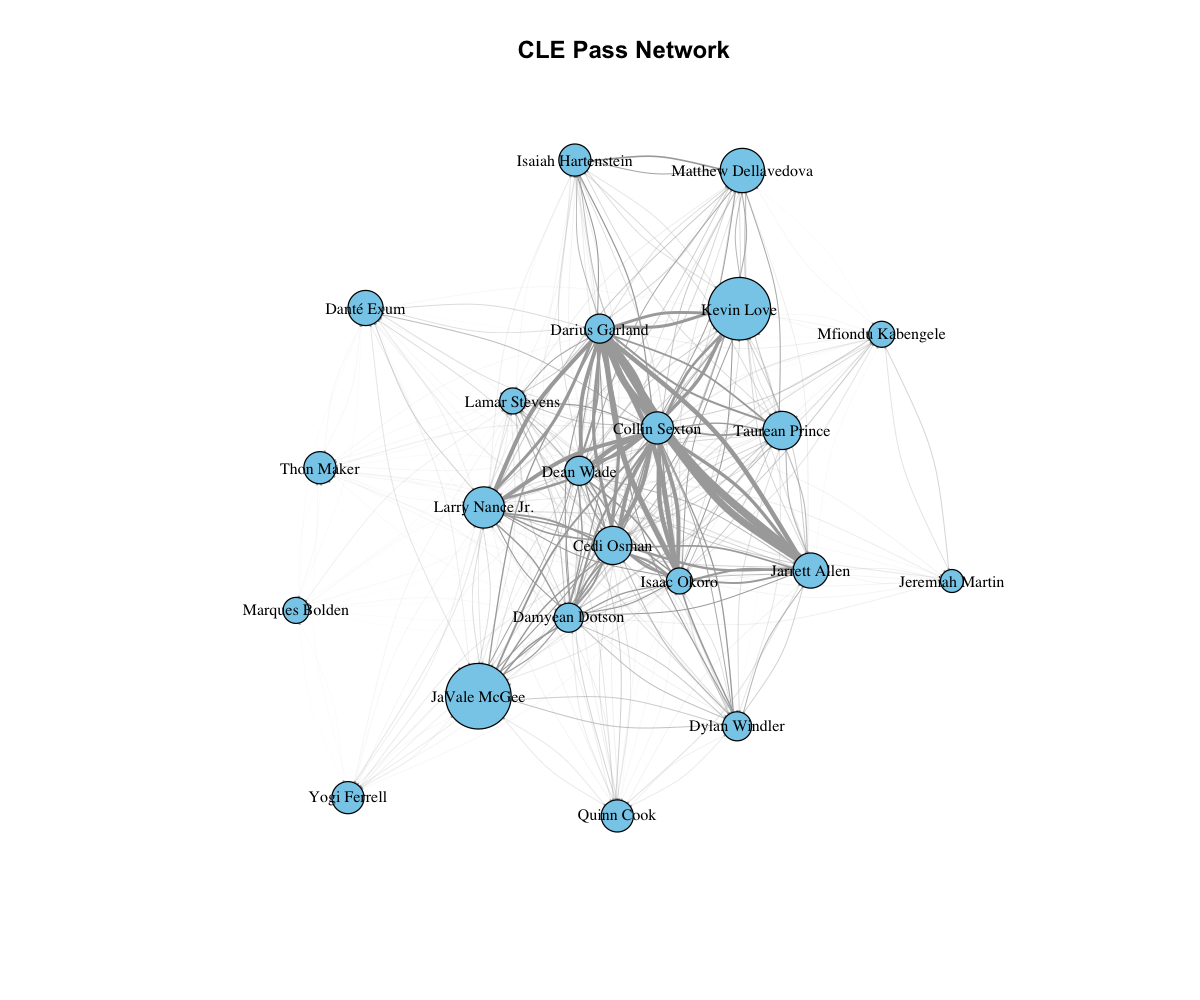 CLE Pass Network
Isaiah Hartenstein
Matthew Dellavedova
Danté Exum
Kevin Love
Darius Garland
Mfiondu Kabengele
Lamar Stevens
Collin Sexton
Taurean Prince
Thon Maker
Dean Wade
Larry Nance Jr.
Cedi Osman
Jarrett Allen
Isaac Okoro
Jeremiah Martin
Marques Bolden
Damyean Dotson
JaVale McGee
Dylan Windler
Yogi Ferrell
Quinn Cook